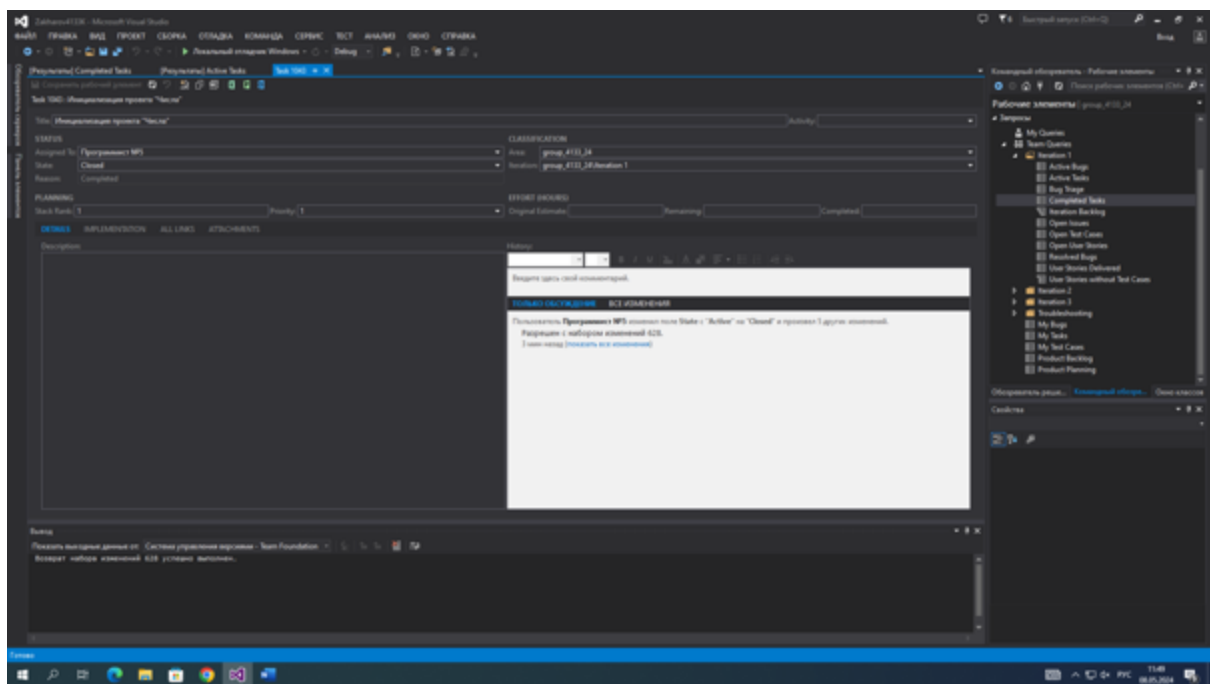 Zakharov4133K - Microsoft Visual Studio
Быстрый запуск (Ctrl+Q)
ФАЙЛ ПРАВКА ВИД ПРОЕКТ СБОРКА ОТЛАДКА КОМАНДА СЕРВИС ТЕСТ АНАЛИЗ ОКНО СПРАВКА
Вход
Локальный отладчик Windows
Debug
[Результаты] Completed Tasks
[Результаты] Active Tasks
Task 1040
Task 1040 : Инициализация проекта "Числа"
Title: Инициализация проекта "Числа"
Activity:
STATUS
CLASSIFICATION
Assigned To: Программист №5
Area: group_4133_24
State: Closed
Iteration: group_4133_24\Iteration 1
Reason: Completed
PLANNING
EFFORT (HOURS)
Stack Rank: 1
Priority: 1
Original Estimate:
Remaining:
Completed:
DETAILS IMPLEMENTATION ALL LINKS ATTACHMENTS
Description:
History:
Введите здесь свой комментарий.
ТОЛЬКО ОБСУЖДЕНИЕ ВСЕ ИЗМЕНЕНИЯ
Пользователь Программист №5 изменил поле State с "Active" на "Closed" и произвел 5 других изменений.
Разрешен с набором изменений 628.
3 мин назад (показать все изменения)
Вывод
Показать выходные данные от: Система управления версиями - Team Foundation
Возврат набора изменений 628 успешно выполнен.
Готово
Обозреватель серверов
Панель элементов
Командный обозреватель - Рабочие элементы
Поиск рабочих элементов (Ctrl+
Рабочие элементы | group_4133_24
Запросы
My Queries
Team Queries
Iteration 1
Active Bugs
Active Tasks
Bug Triage
Completed Tasks
Iteration Backlog
Open Issues
Open Test Cases
Open User Stories
Resolved Bugs
User Stories Delivered
User Stories without Test Cases
Iteration 2
Iteration 3
Troubleshooting
My Bugs
My Tasks
My Test Cases
Product Backlog
Product Planning
Обозреватель реше...
Командный обозре...
Окно классов
Свойства
РУС
11:49
08.05.2024